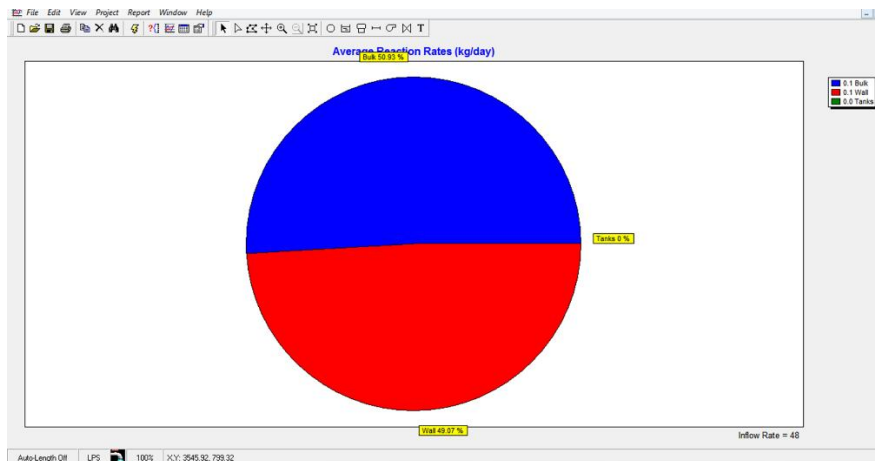 File Edit View Project Report Window Help
T
Average Reaction Rates (kg/day)
Bulk 50.93 %
0.1 Bulk
0.1 Wall
0.0 Tanks
Tanks 0 %
Wall 49.07 %
Inflow Rate = 48
Auto-Length Off LPS 100% X,Y: 3545.92, 799.32